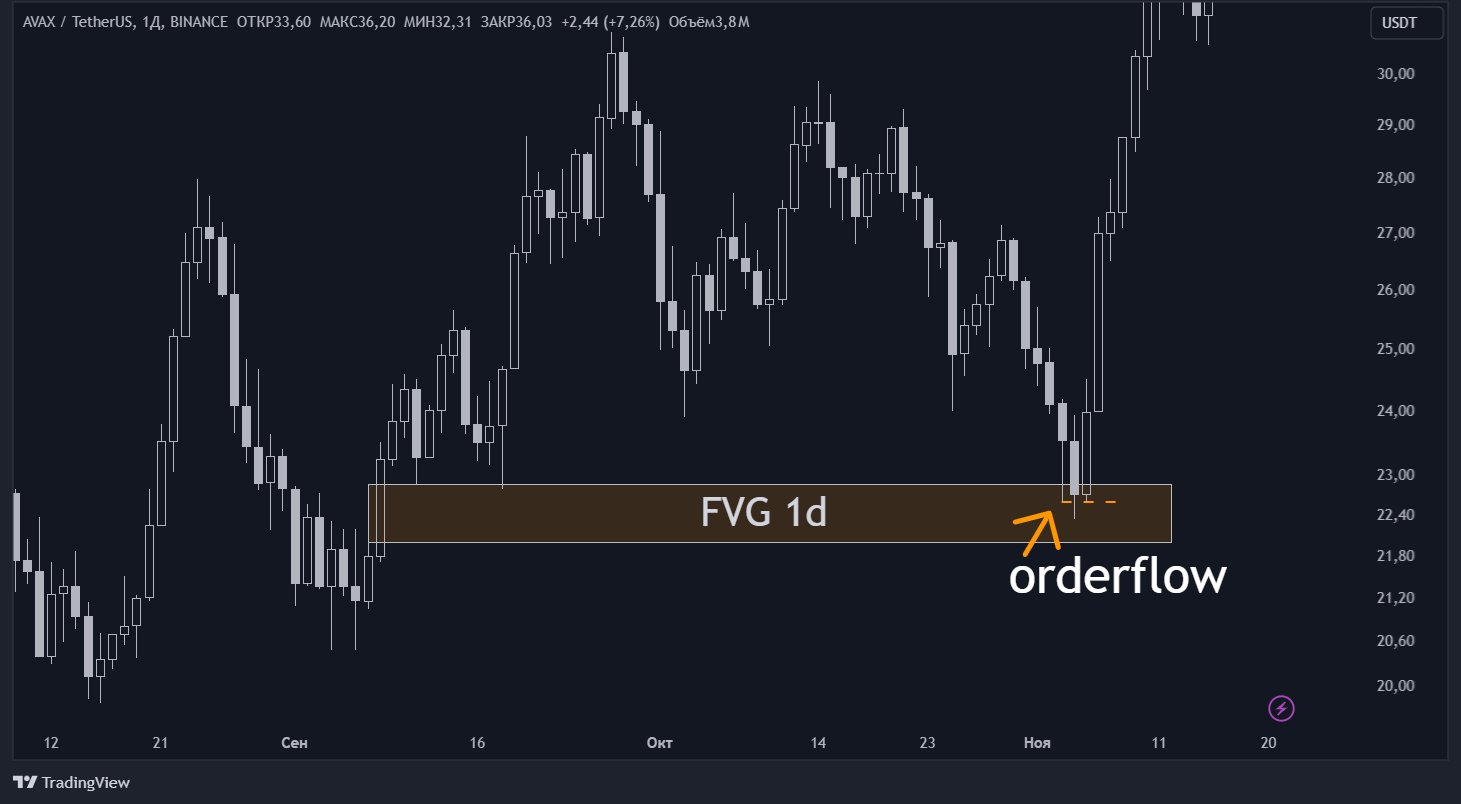 AVAX / TetherUS, 1Д, BINANCE ОТКР33,60 МАКС36,20 МИН32,31 ЗАКР36,03 +2,44 (+7,26%) Объём3,8M
USDT
30,00
29,00
28,00
27,00
26,00
25,00
24,00
23,00
FVG 1d
22,40
21,80
orderflow
21,20
20,60
20,00
12 21 Сен 16 Окт 14 23 Ноя 11 20
TradingView